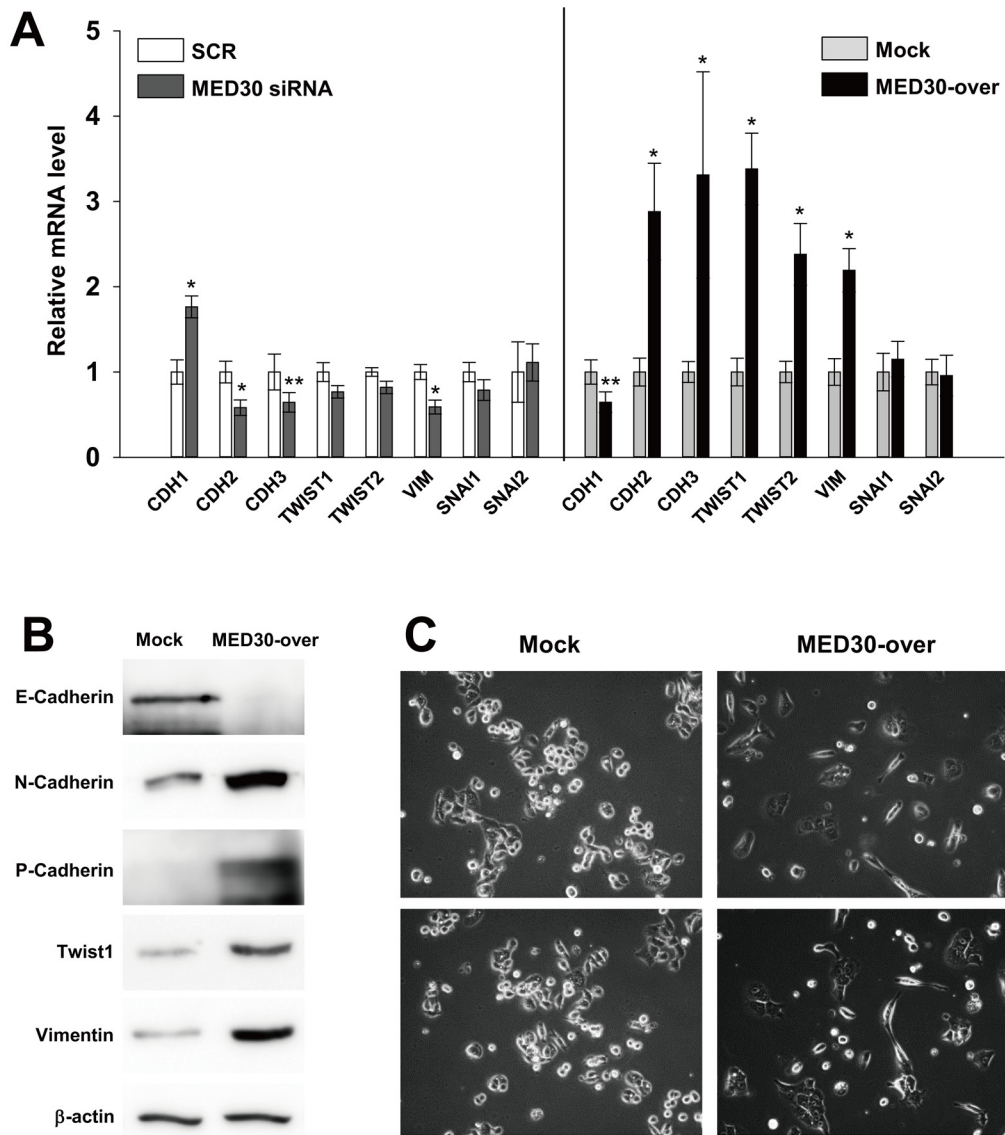 A
Relative mRNA level
5
4
3
2
1
0
SCR
MED30 siRNA
Mock
MED30-over
*
*
**
*
**
*
*
*
*
*
CDH1
CDH2
CDH3
TWIST1
TWIST2
VIM
SNAI1
SNAI2
CDH1
CDH2
CDH3
TWIST1
TWIST2
VIM
SNAI1
SNAI2
B
Mock MED30-over
E-Cadherin
N-Cadherin
P-Cadherin
Twist1
Vimentin
β-actin
C
Mock MED30-over